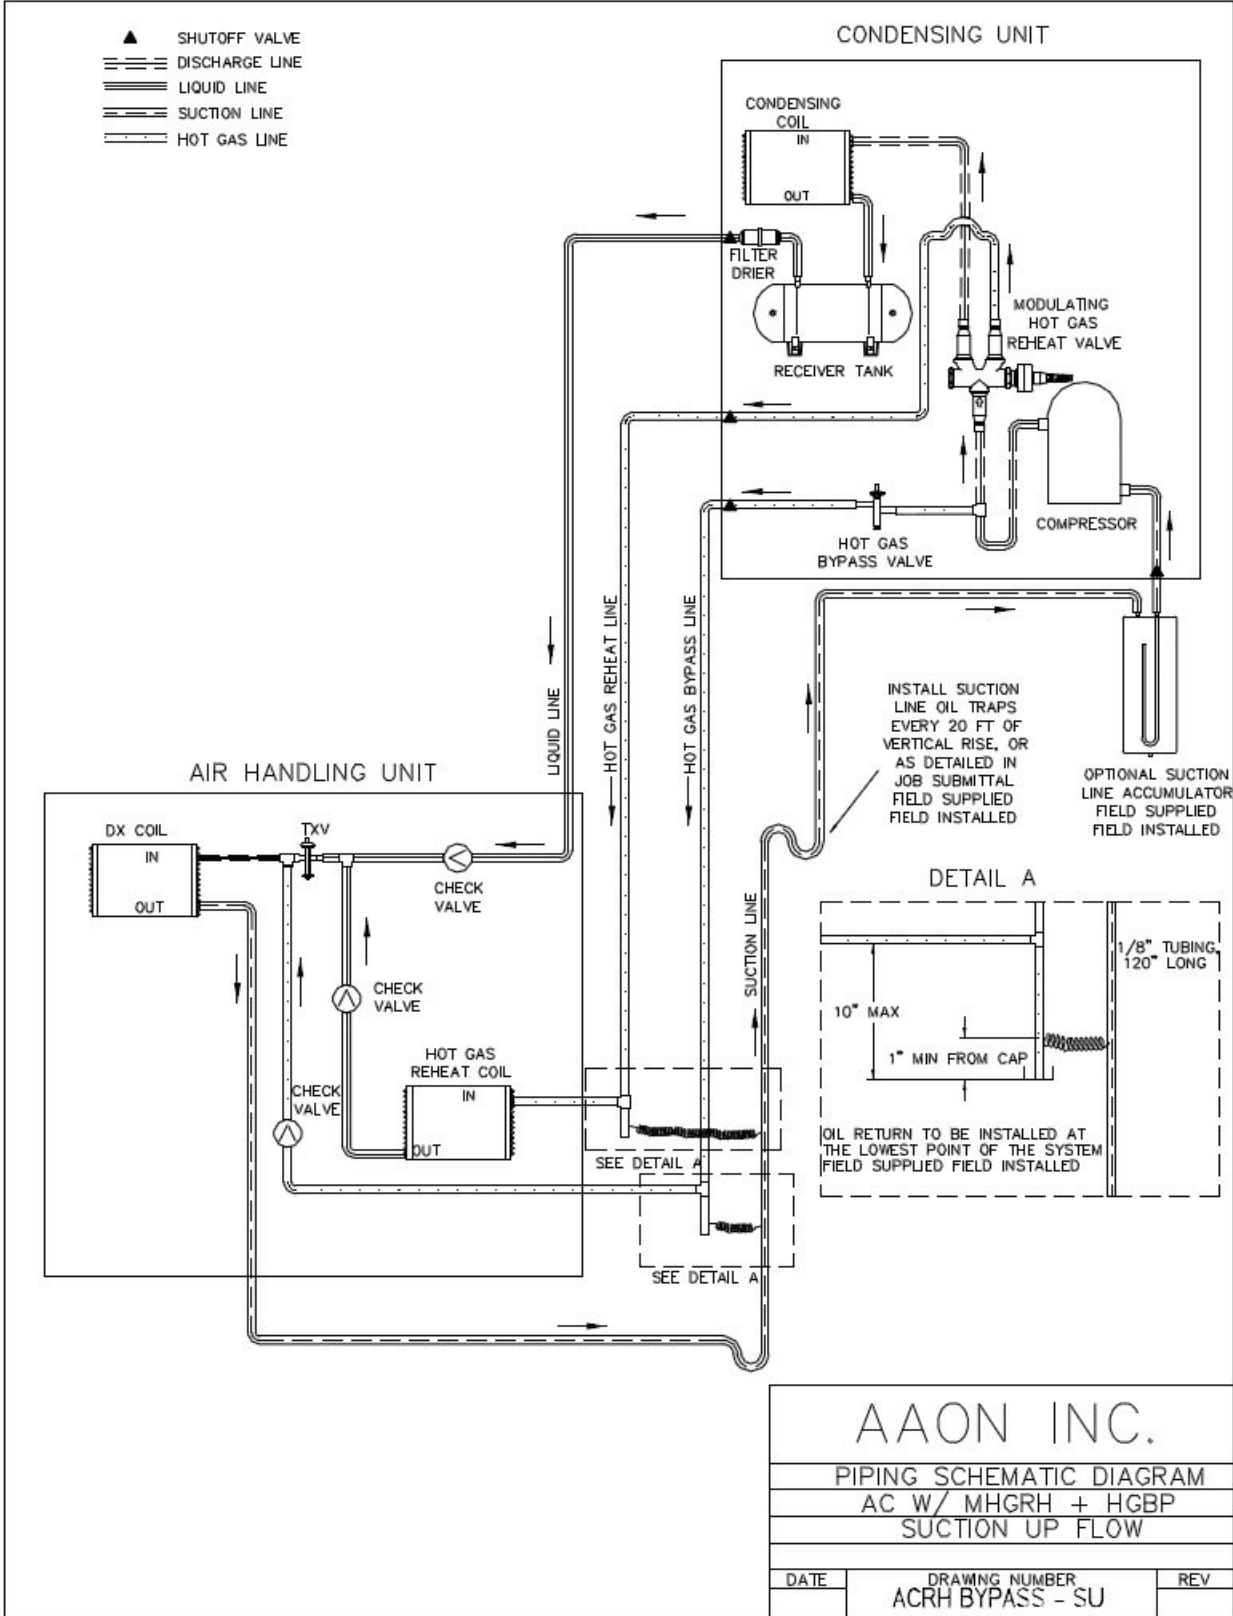 SHUTOFF VALVE
DISCHARGE LINE
LIQUID LINE
SUCTION LINE
HOT GAS LINE
CONDENSING UNIT
CONDENSING
COIL
IN
OUT
FILTER
DRIER
RECEIVER TANK
MODULATING
HOT GAS
REHEAT VALVE
COMPRESSOR
HOT GAS
BYPASS VALVE
LIQUID LINE
HOT GAS REHEAT LINE
HOT GAS BYPASS LINE
SUCTION LINE
INSTALL SUCTION
LINE OIL TRAPS
EVERY 20 FT OF
VERTICAL RISE, OR
AS DETAILED IN
JOB SUBMITTAL
FIELD SUPPLIED
FIELD INSTALLED
OPTIONAL SUCTION
LINE ACCUMULATOR
FIELD SUPPLIED
FIELD INSTALLED
AIR HANDLING UNIT
DX COIL
IN
OUT
TXV
CHECK
VALVE
CHECK
VALVE
CHECK
VALVE
HOT GAS
REHEAT COIL
IN
OUT
SEE DETAIL A
SEE DETAIL A
DETAIL A
1/8" TUBING,
120" LONG
10" MAX
1" MIN FROM CAP
OIL RETURN TO BE INSTALLED AT
THE LOWEST POINT OF THE SYSTEM
FIELD SUPPLIED FIELD INSTALLED
AAON INC.
PIPING SCHEMATIC DIAGRAM
AC W/ MHGRH + HGBP
SUCTION UP FLOW
DATE
DRAWING NUMBER
ACRH BYPASS - SU
REV